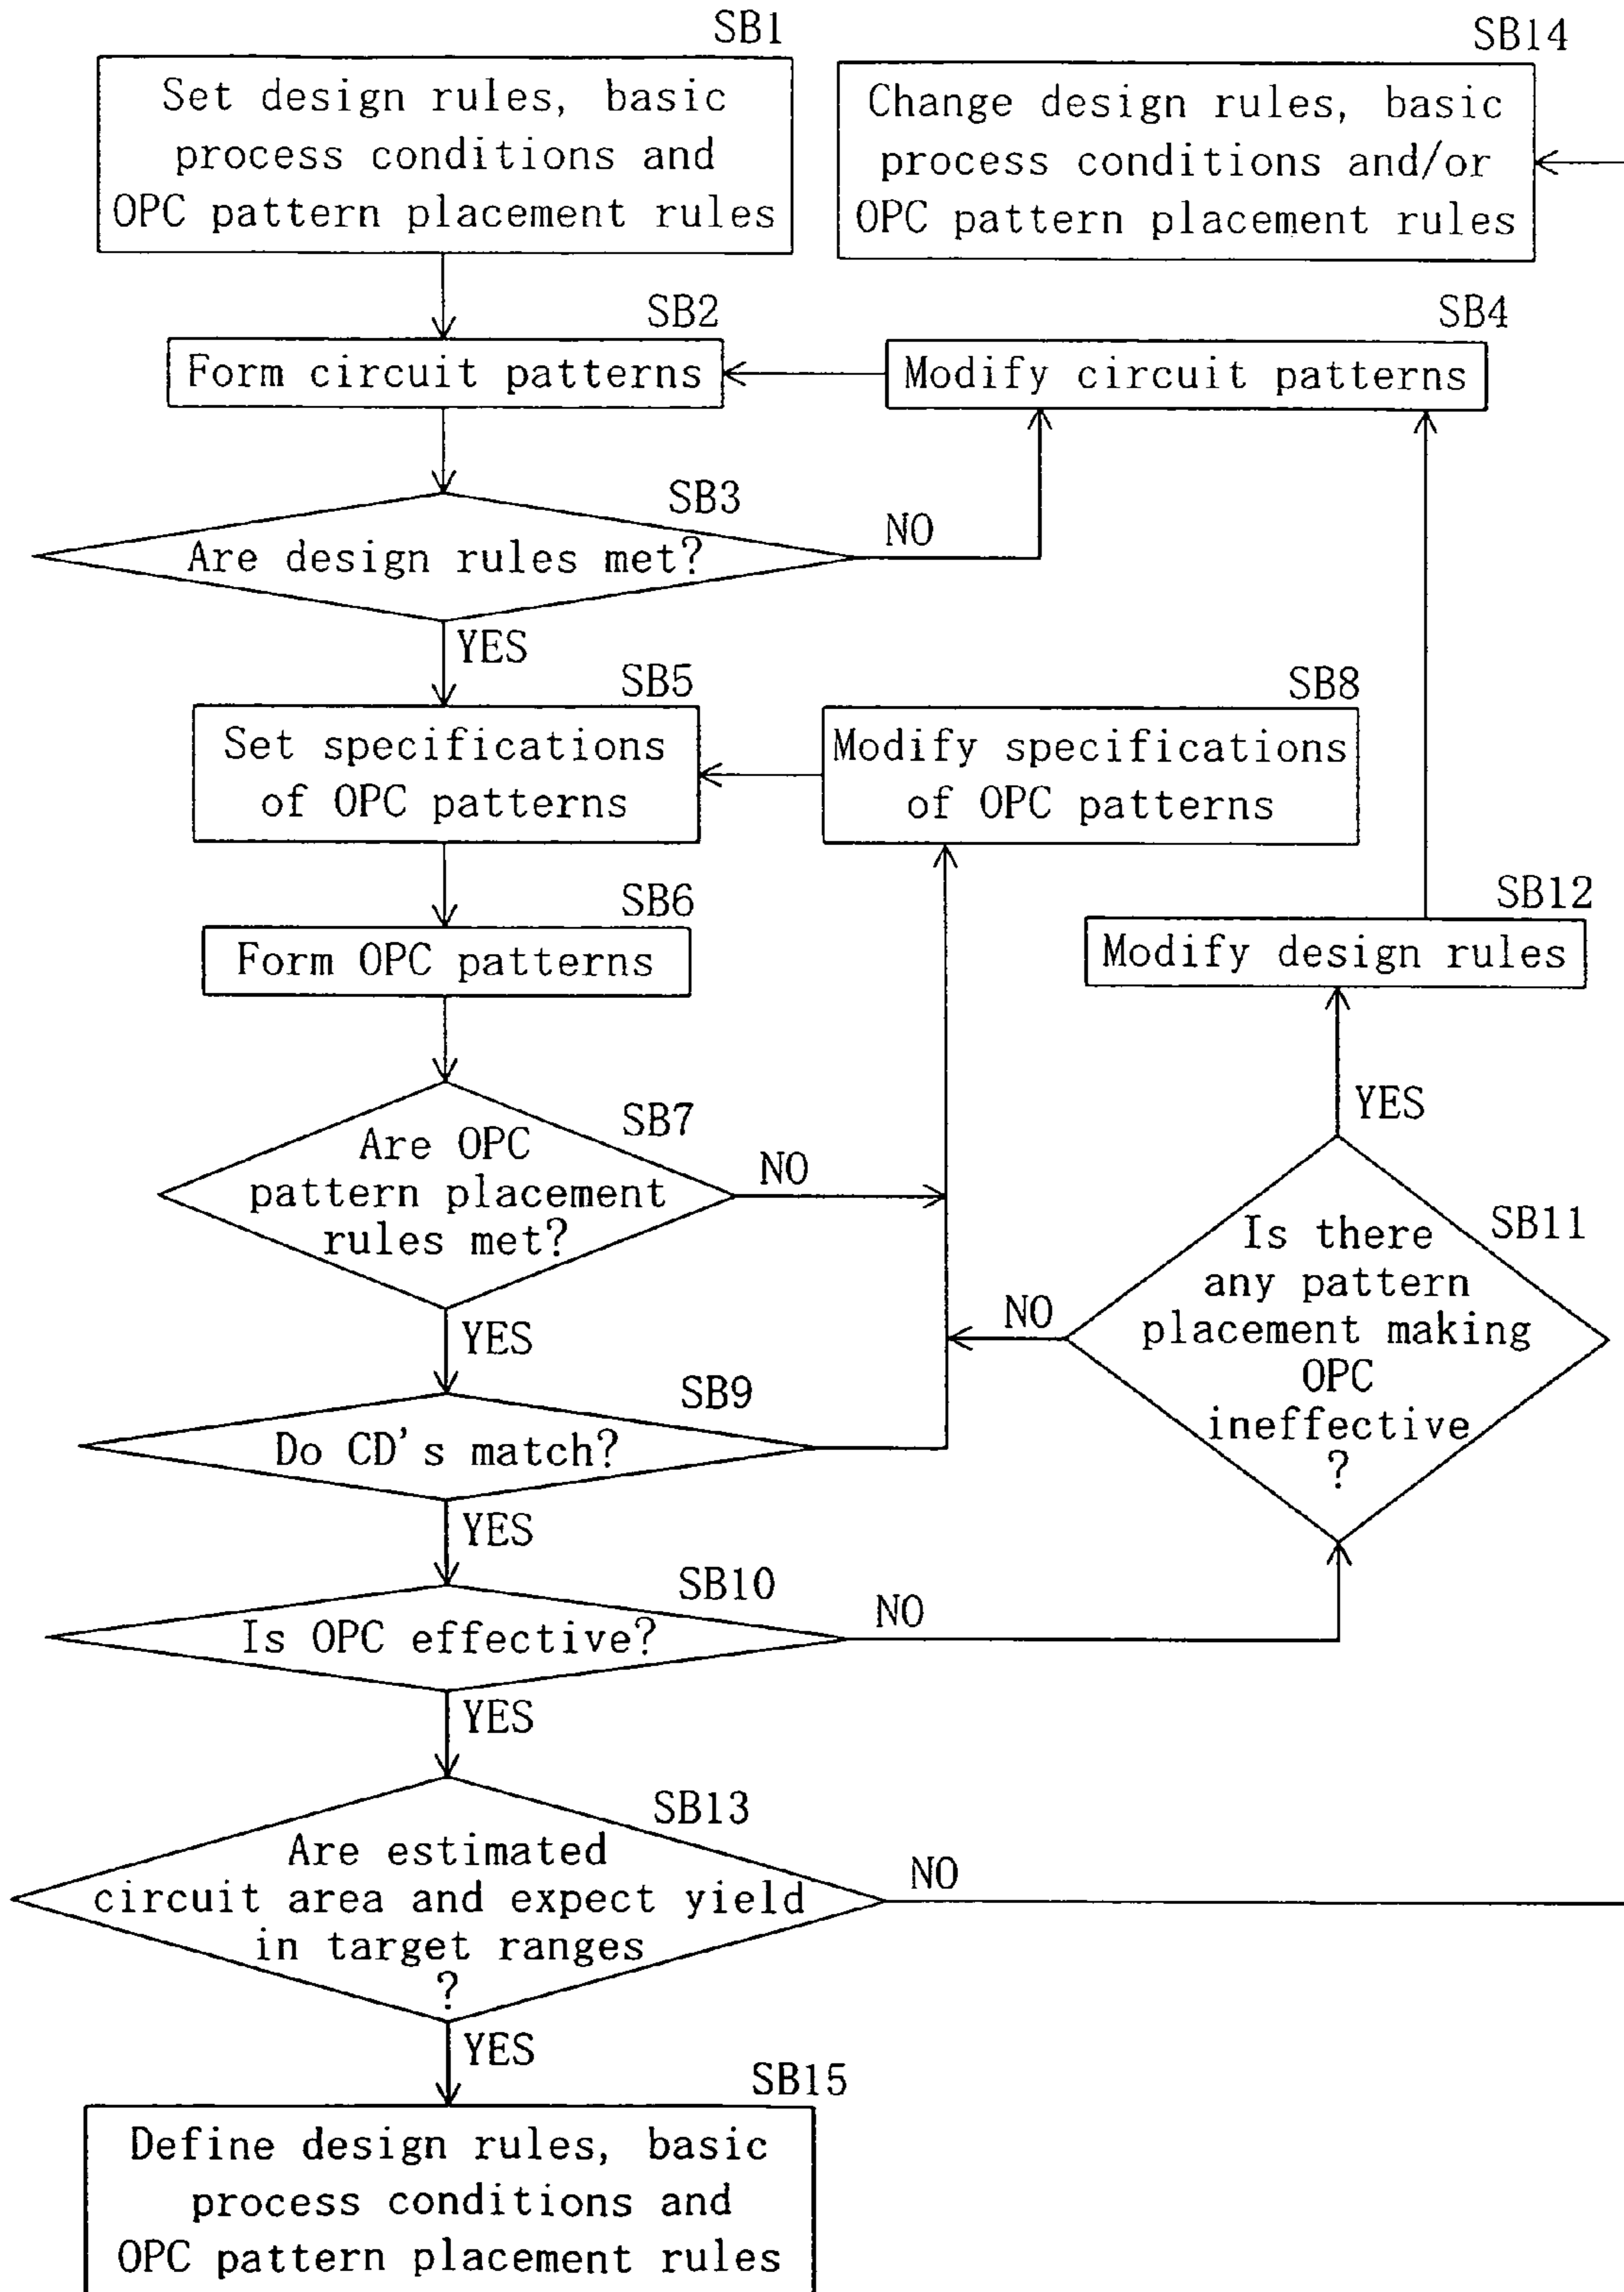 SB1
Set design rules, basic
process conditions and
OPC pattern placement rules
SB14
Change design rules, basic
process conditions and/or
OPC pattern placement rules
SB2
Form circuit patterns
SB4
Modify circuit patterns
SB3
Are design rules met?
NO
YES
SB5
Set specifications
of OPC patterns
SB8
Modify specifications
of OPC patterns
SB6
Form OPC patterns
SB12
Modify design rules
SB7
Are OPC
pattern placement
rules met?
NO
YES
YES
SB11
Is there
any pattern
placement making
OPC
ineffective
?
NO
SB9
Do CD's match?
YES
SB10
Is OPC effective?
NO
YES
SB13
Are estimated
circuit area and expect yield
in target ranges
?
NO
YES
SB15
Define design rules, basic
process conditions and
OPC pattern placement rules